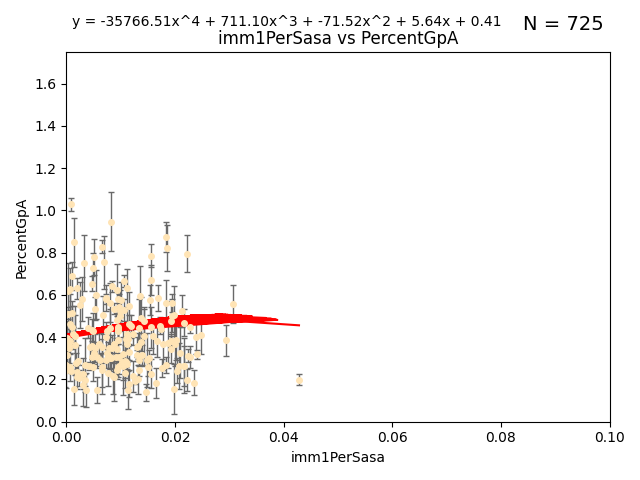 y = -35766.51x^4 + 711.10x^3 + -71.52x^2 + 5.64x + 0.41
N = 725
imm1PerSasa vs PercentGpA
1.6
1.4
1.2
1.0
0.8
0.6
0.4
0.2
0.0
PercentGpA
0.00 0.02 0.04 0.06 0.08 0.10
imm1PerSasa